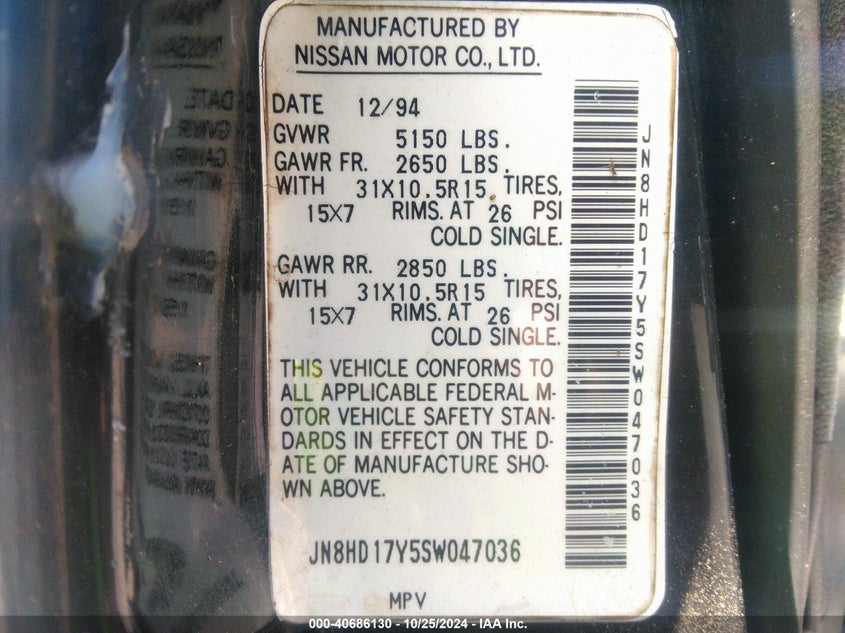 MANUFACTURED BY
NISSAN MOTOR CO., LTD.
DATE 12/94
GVWR 5150 LBS.
GAWR FR. 2650 LBS.
WITH 31X10.5R15 TIRES,
15X7 RIMS. AT 26 PSI
COLD SINGLE.
GAWR RR. 2850 LBS.
WITH 31X10.5R15 TIRES,
15X7 RIMS. AT 26 PSI
COLD SINGLE.
THIS VEHICLE CONFORMS TO
ALL APPLICABLE FEDERAL M-
OTOR VEHICLE SAFETY STAN-
DARDS IN EFFECT ON THE D-
ATE OF MANUFACTURE SHO-
WN ABOVE.
JN8HD17Y5SW047036
MPV
JN8HD17Y5SW047036
000-40686130 - 10/25/2024 - IAA Inc.